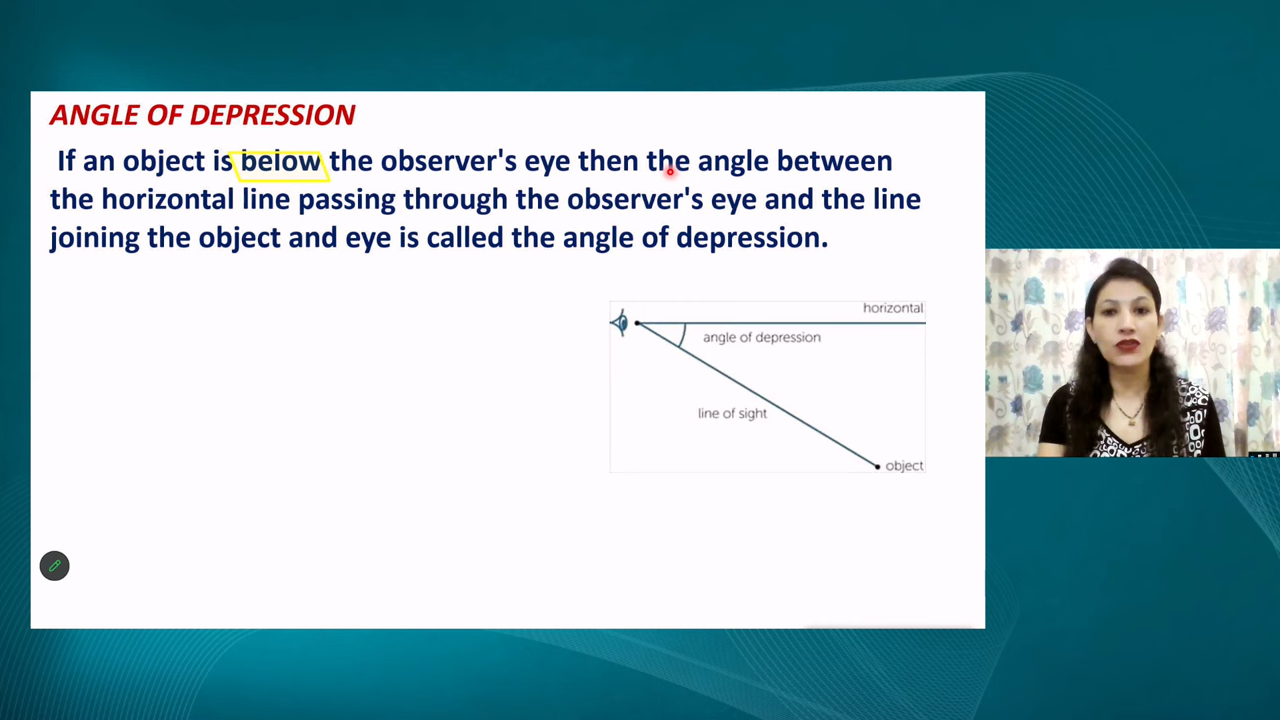 ANGLE OF DEPRESSION
If an object is below the observer's eye then the angle between
the horizontal line passing through the observer's eye and the line
joining the object and eye is called the angle of depression.
horizontal
angle of depression
line of sight
object